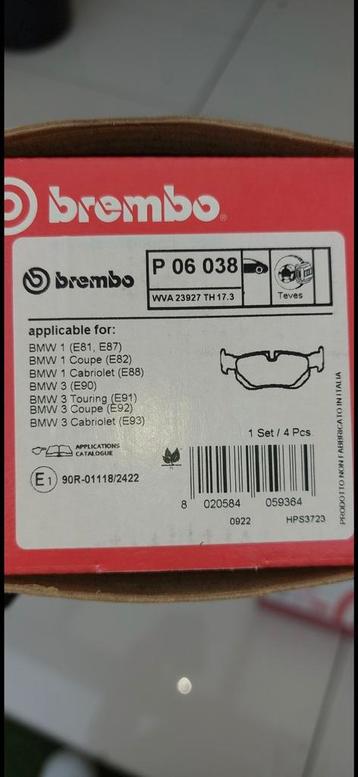 brembo®
brembo
P 06 038
WVA 23927 TH 17.3
Teves
applicable for:
BMW 1 (E81, E87)
BMW 1 Coupe (E82)
BMW 1 Cabriolet (E88)
BMW 3 (E90)
BMW 3 Touring (E91)
BMW 3 Coupe (E92)
BMW 3 Cabriolet (E93)
1 Set / 4 Pcs
APPLICATIONS
CATALOGUE
E1 90R-01118/2422
8 020584 059364
0922 HPS3723
PRODOTTO NON FABBRICATO IN ITALIA